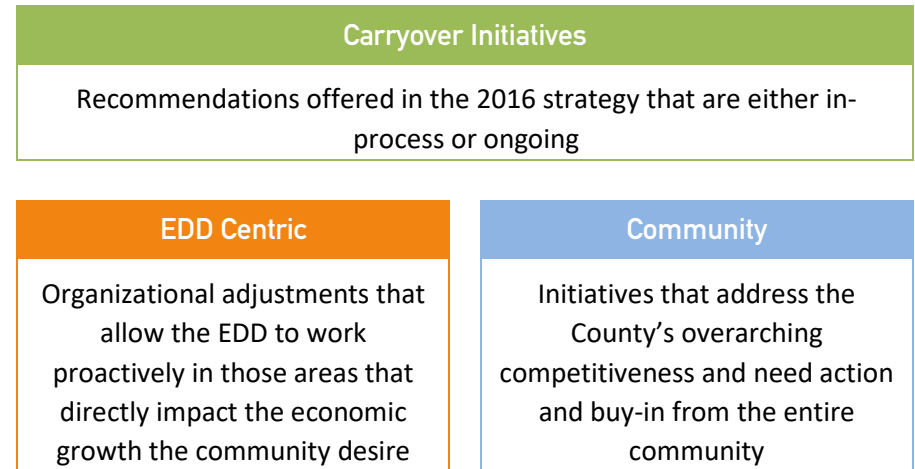 Carryover Initiatives
Recommendations offered in the 2016 strategy that are either in-
process or ongoing
EDD Centric
Organizational adjustments that
allow the EDD to work
proactively in those areas that
directly impact the economic
growth the community desire
Community
Initiatives that address the
County’s overarching
competitiveness and need action
and buy-in from the entire
community